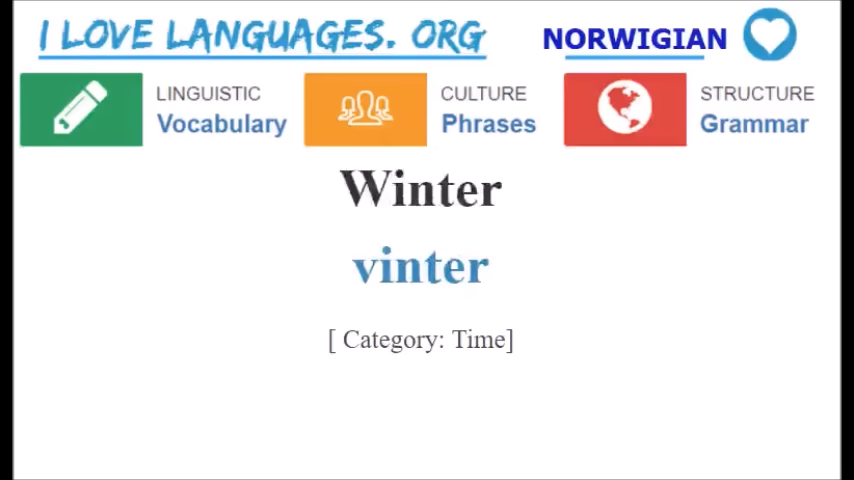 I LOVE LANGUAGES. ORG
NORWIGIAN
LINGUISTIC
Vocabulary
CULTURE
Phrases
STRUCTURE
Grammar
Winter
vinter
[ Category: Time]